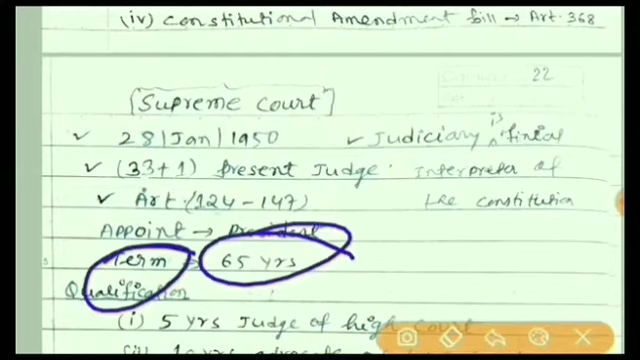 (iv) Constitutional Amendment bill → Art. 368
22
Supreme court
✓ 28/Jan/1950
✓ Judiciary is finial
✓ (33+1) Present Judge.
Interpreter of
✓ Art. (124-147)
the constitution
Appoint → President
Term → 65 yrs
Qualification
(i) 5 yrs Judge of high court